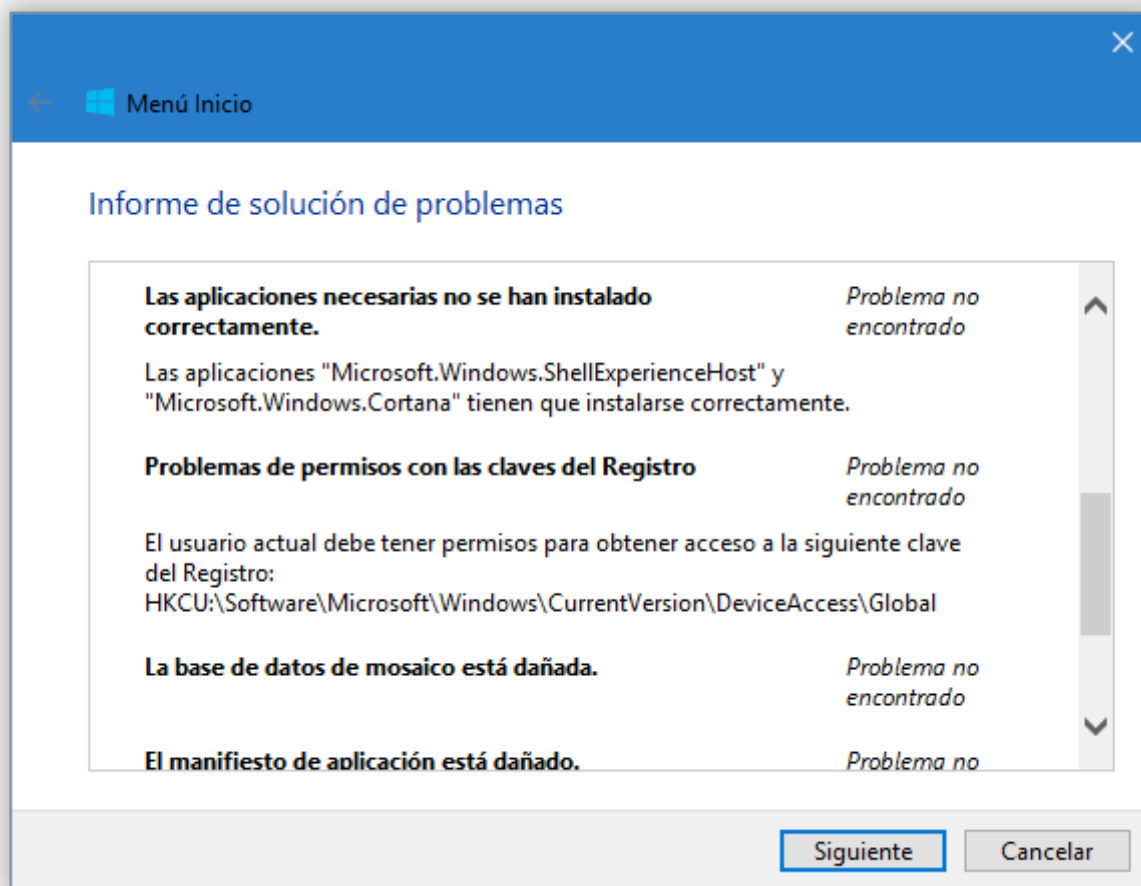 Menú Inicio
Informe de solución de problemas
Las aplicaciones necesarias no se han instalado
correctamente.
Problema no
encontrado
Las aplicaciones "Microsoft.Windows.ShellExperienceHost" y
"Microsoft.Windows.Cortana" tienen que instalarse correctamente.
Problemas de permisos con las claves del Registro
Problema no
encontrado
El usuario actual debe tener permisos para obtener acceso a la siguiente clave
del Registro:
HKCU:\Software\Microsoft\Windows\CurrentVersion\DeviceAccess\Global
La base de datos de mosaico está dañada.
Problema no
encontrado
El manifiesto de aplicación está dañado.
Problema no
Siguiente
Cancelar